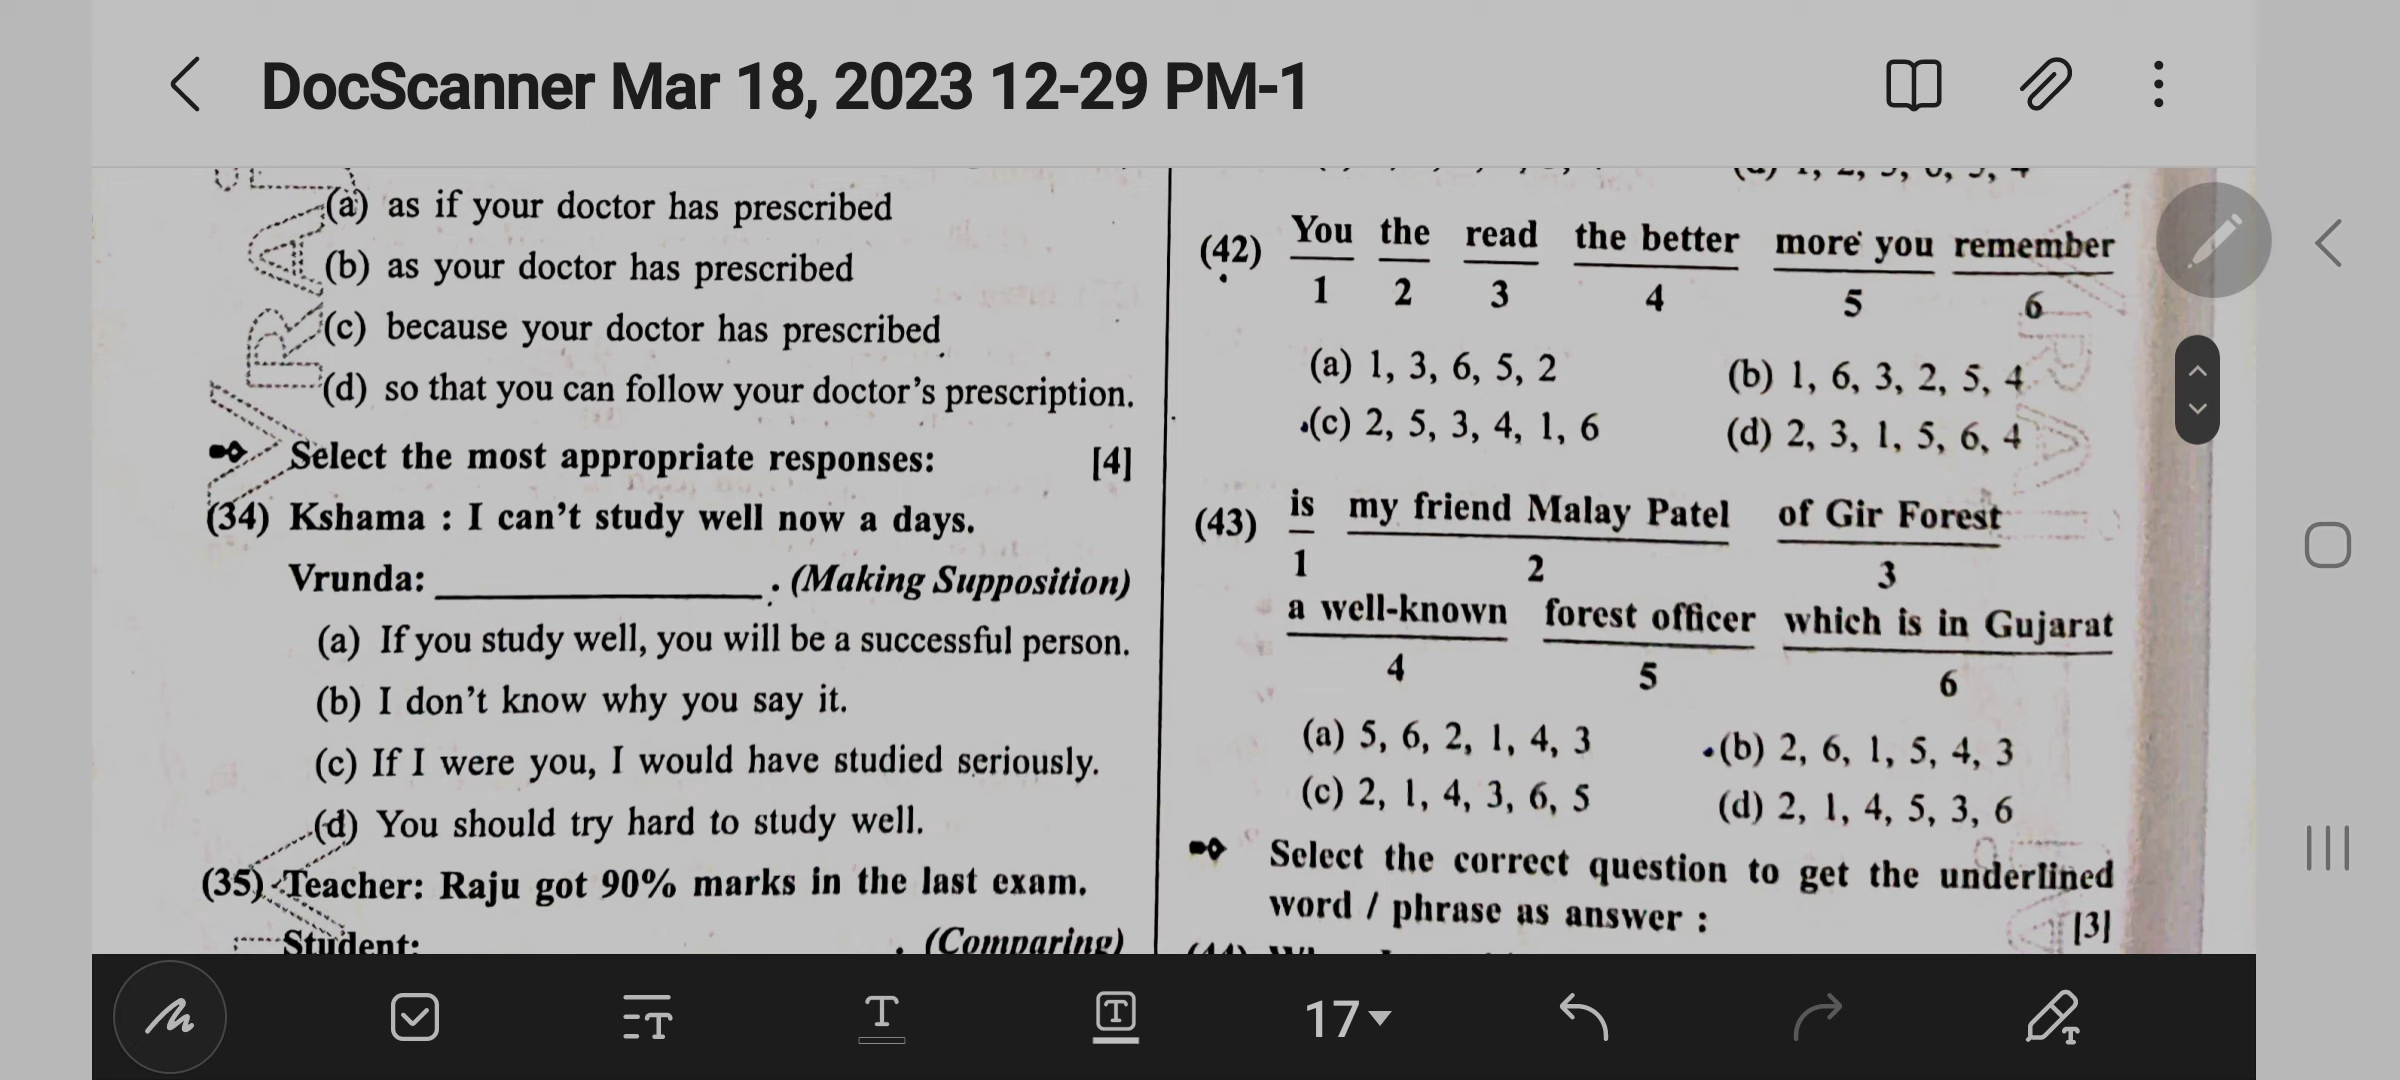 DocScanner Mar 18, 2023 12-29 PM-1
(a) as if your doctor has prescribed
(b) as your doctor has prescribed
(c) because your doctor has prescribed
(d) so that you can follow your doctor's prescription.
Select the most appropriate responses: [4]
(34) Kshama : I can't study well now a days.
Vrunda: ____________. (Making Supposition)
(a) If you study well, you will be a successful person.
(b) I don't know why you say it.
(c) If I were you, I would have studied seriously.
(d) You should try hard to study well.
(35) Teacher: Raju got 90% marks in the last exam.
Student: . (Comparing)
(42) You the read the better more you remember
1 2 3 4 5 6
(a) 1, 3, 6, 5, 2 (b) 1, 6, 3, 2, 5, 4
(c) 2, 5, 3, 4, 1, 6 (d) 2, 3, 1, 5, 6, 4
(43) is my friend Malay Patel of Gir Forest
1 2 3
a well-known forest officer which is in Gujarat
4 5 6
(a) 5, 6, 2, 1, 4, 3 (b) 2, 6, 1, 5, 4, 3
(c) 2, 1, 4, 3, 6, 5 (d) 2, 1, 4, 5, 3, 6
Select the correct question to get the underlined
word / phrase as answer : [3]
17